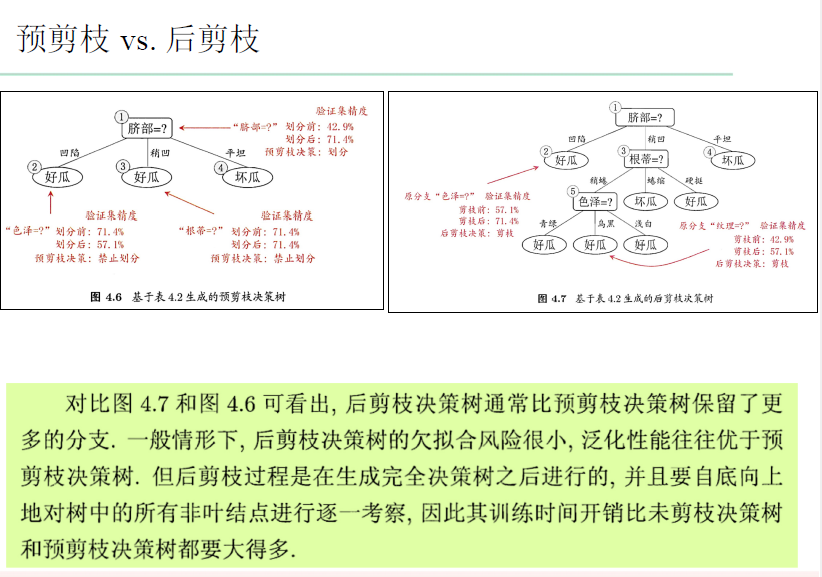 预剪枝 vs. 后剪枝
验证集精度
①
脐部=?
“脐部=?” 划分前: 42.9%
划分后: 71.4%
预剪枝决策: 划分
凹陷
稍凹
平坦
②
好瓜
③
好瓜
④
坏瓜
验证集精度
“色泽=?” 划分前: 71.4%
划分后: 57.1%
预剪枝决策: 禁止划分
验证集精度
“根蒂=?” 划分前: 71.4%
划分后: 71.4%
预剪枝决策: 禁止划分
图 4.6 基于表 4.2 生成的预剪枝决策树
①
脐部=?
凹陷
稍凹
平坦
②
好瓜
③
根蒂=?
④
坏瓜
稍蜷
蜷缩
硬挺
⑤
色泽=?
坏瓜
好瓜
原分支“色泽=?” 验证集精度
剪枝前: 57.1%
剪枝后: 71.4%
后剪枝决策: 剪枝
青绿
乌黑
浅白
好瓜
好瓜
好瓜
原分支“纹理=?” 验证集精度
剪枝前: 42.9%
剪枝后: 57.1%
后剪枝决策: 剪枝
图 4.7 基于表 4.2 生成的后剪枝决策树
对比图 4.7 和图 4.6 可看出, 后剪枝决策树通常比预剪枝决策树保留了更
多的分支. 一般情形下, 后剪枝决策树的欠拟合风险很小, 泛化性能往往优于预
剪枝决策树. 但后剪枝过程是在生成完全决策树之后进行的, 并且要自底向上
地对树中的所有非叶结点进行逐一考察, 因此其训练时间开销比未剪枝决策树
和预剪枝决策树都要大得多.